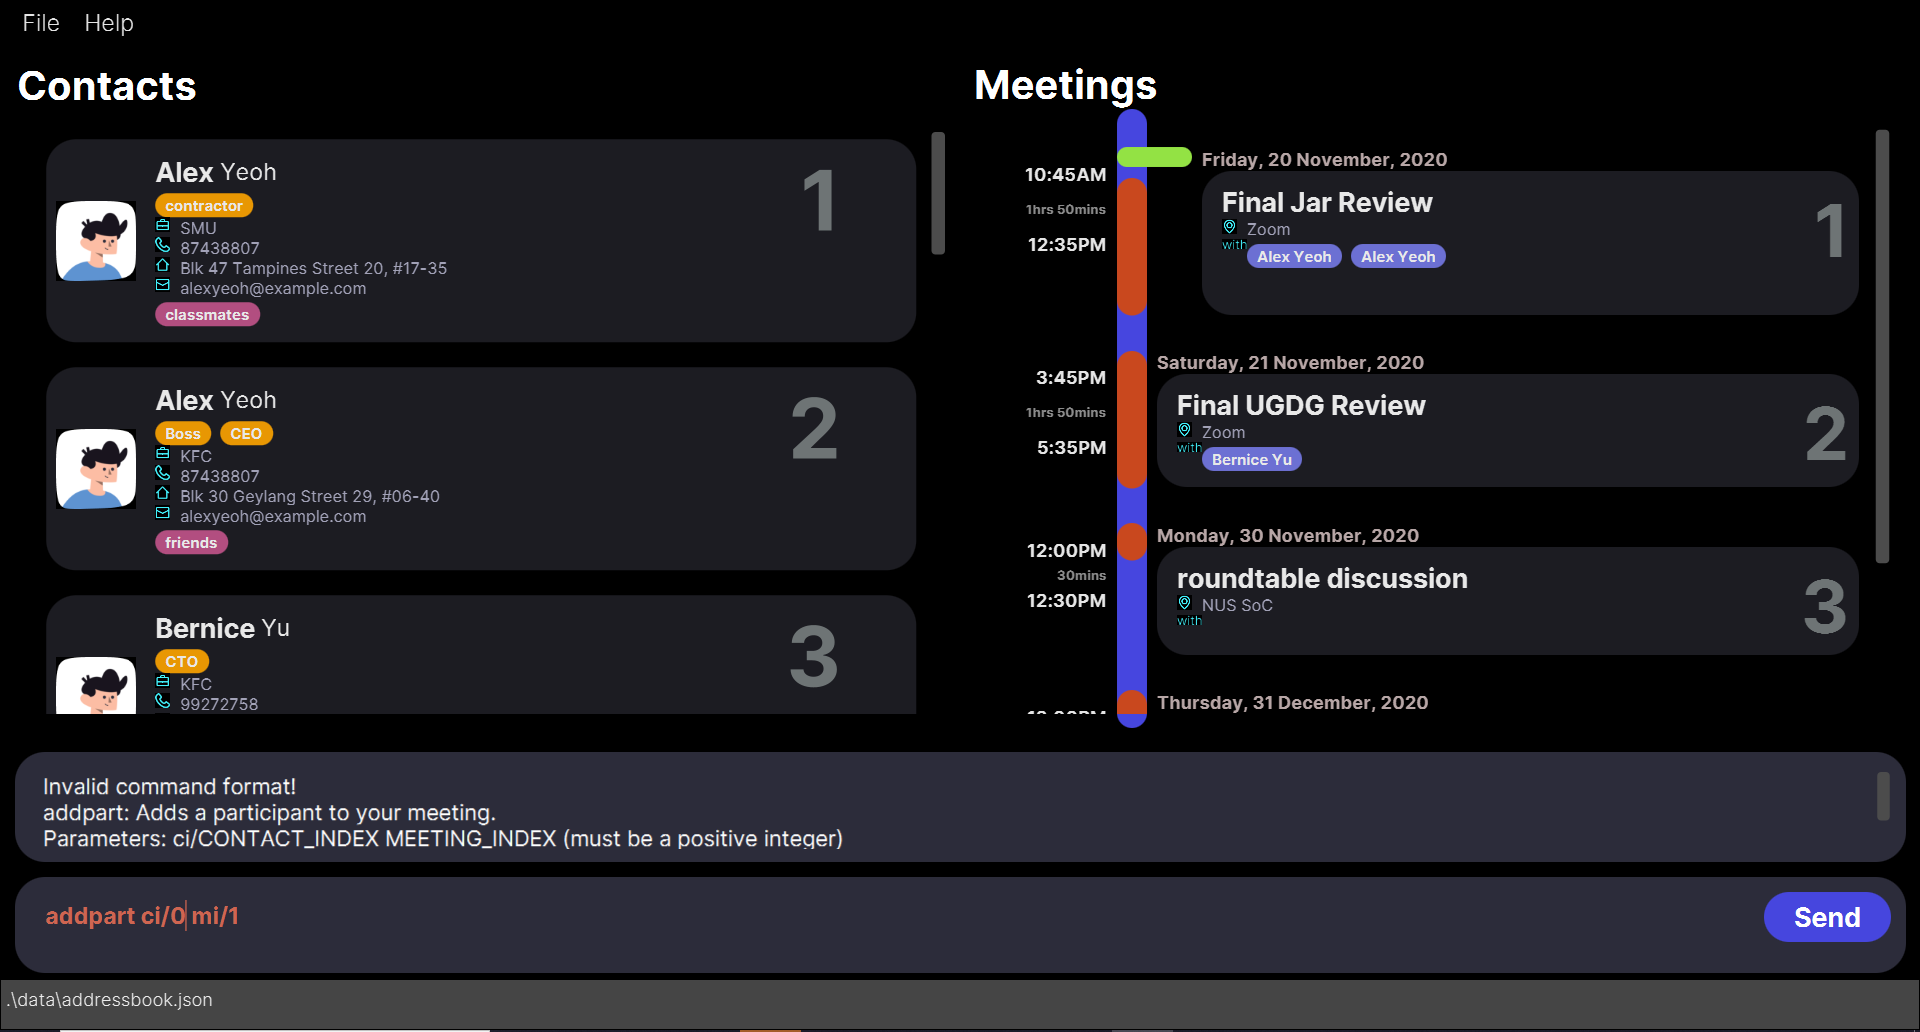 File Help
Contacts
Alex Yeoh
1
contractor
SMU
87438807
Blk 47 Tampines Street 20, #17-35
alexyeoh@example.com
classmates
Alex Yeoh
2
Boss CEO
KFC
87438807
Blk 30 Geylang Street 29, #06-40
alexyeoh@example.com
friends
Bernice Yu
3
CTO
KFC
99272758
Meetings
Friday, 20 November, 2020
10:45AM
1hrs 50mins
12:35PM
Final Jar Review
1
Zoom
with Alex Yeoh Alex Yeoh
Saturday, 21 November, 2020
3:45PM
1hrs 50mins
5:35PM
Final UGDG Review
2
Zoom
with Bernice Yu
Monday, 30 November, 2020
12:00PM
30mins
12:30PM
roundtable discussion
3
NUS SoC
with
Thursday, 31 December, 2020
Invalid command format!
addpart: Adds a participant to your meeting.
Parameters: ci/CONTACT_INDEX MEETING_INDEX (must be a positive integer)
addpart ci/0 mi/1
Send
.\data\addressbook.json